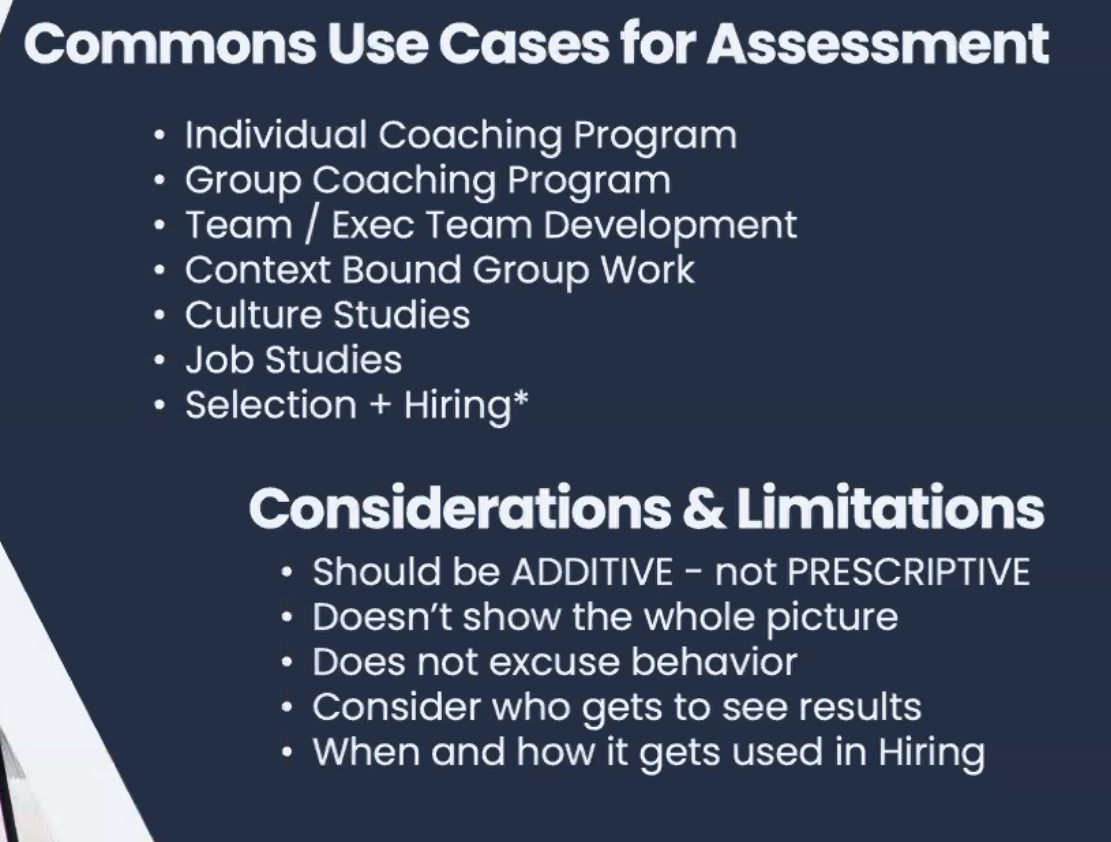 Commons Use Cases for Assessment
• Individual Coaching Program
• Group Coaching Program
• Team / Exec Team Development
• Context Bound Group Work
• Culture Studies
• Job Studies
• Selection + Hiring*
Considerations & Limitations
• Should be ADDITIVE - not PRESCRIPTIVE
• Doesn’t show the whole picture
• Does not excuse behavior
• Consider who gets to see results
• When and how it gets used in Hiring